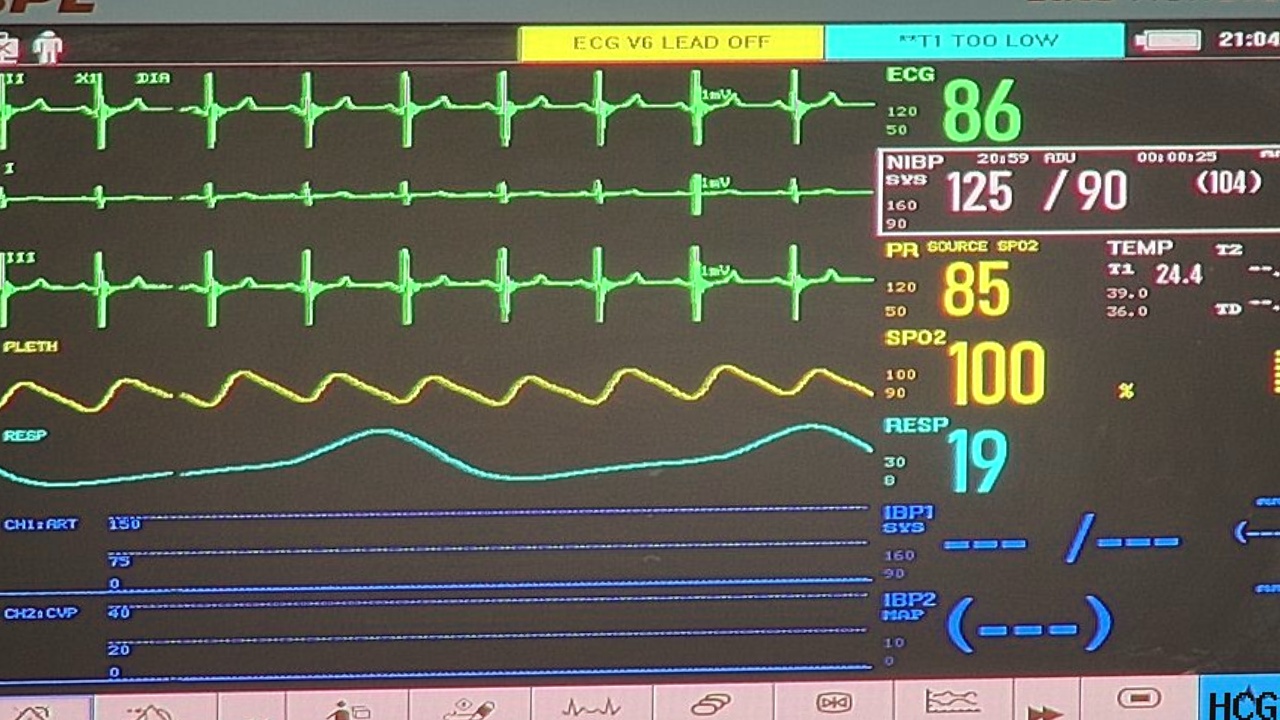 ECG V6 LEAD OFF
**T1 TOO LOW
21:04
II X1 DIA
1mV
ECG
120
50
86
I
1mV
NIBP 20:59 ADU 00:00:25
SYS
160
90
125 / 90 (104)
III
1mV
PR SOURCE SPO2
120
50
85
TEMP T2
T1 24.4 --.
39.0
36.0
TD --.
PLETH
SPO2
100
90
100
%
RESP
RESP
30
8
19
CH1:ART
150
75
0
IBP1
SYS
160
90
--- / ---
(---
CH2:CVP
40
20
0
IBP2
MAP
10
0
(---)
HCG